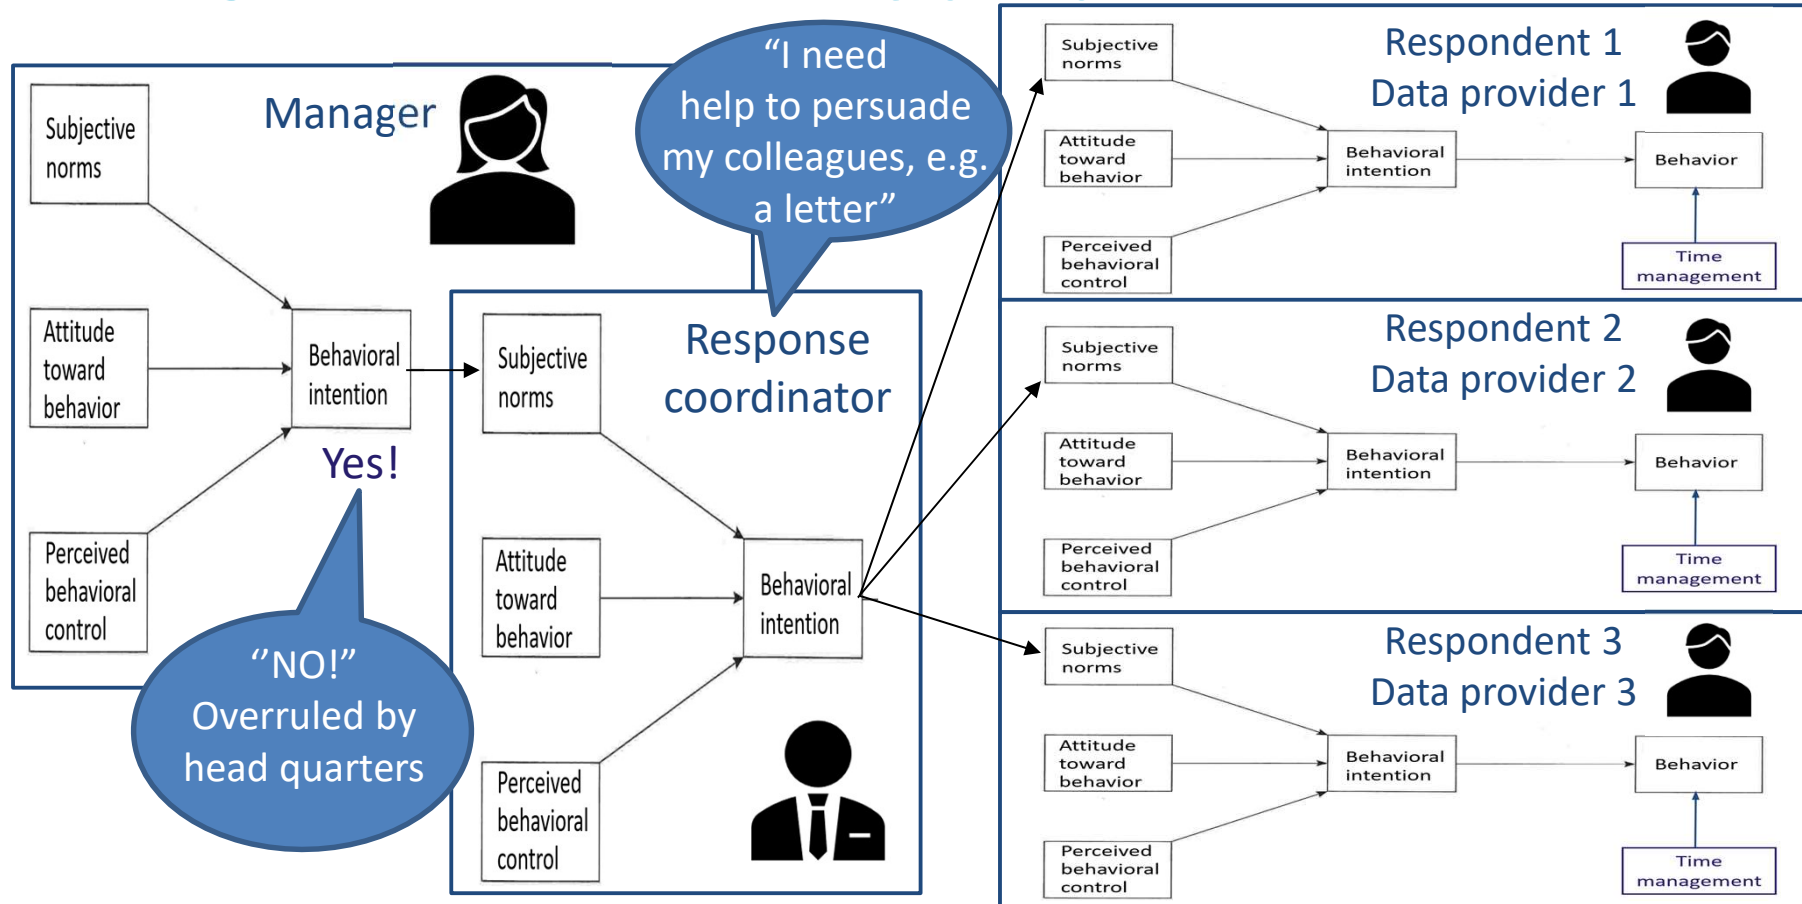 Manager
Subjective
norms
Attitude
toward
behavior
Perceived
behavioral
control
Behavioral
intention
Yes!
‘’NO!”
Overruled by
head quarters
“I need
help to persuade
my colleagues, e.g.
a letter”
Response
coordinator
Subjective
norms
Attitude
toward
behavior
Perceived
behavioral
control
Behavioral
intention
Respondent 1
Data provider 1
Subjective
norms
Attitude
toward
behavior
Perceived
behavioral
control
Behavioral
intention
Behavior
Time
management
Respondent 2
Data provider 2
Subjective
norms
Attitude
toward
behavior
Perceived
behavioral
control
Behavioral
intention
Behavior
Time
management
Respondent 3
Data provider 3
Subjective
norms
Attitude
toward
behavior
Perceived
behavioral
control
Behavioral
intention
Behavior
Time
management